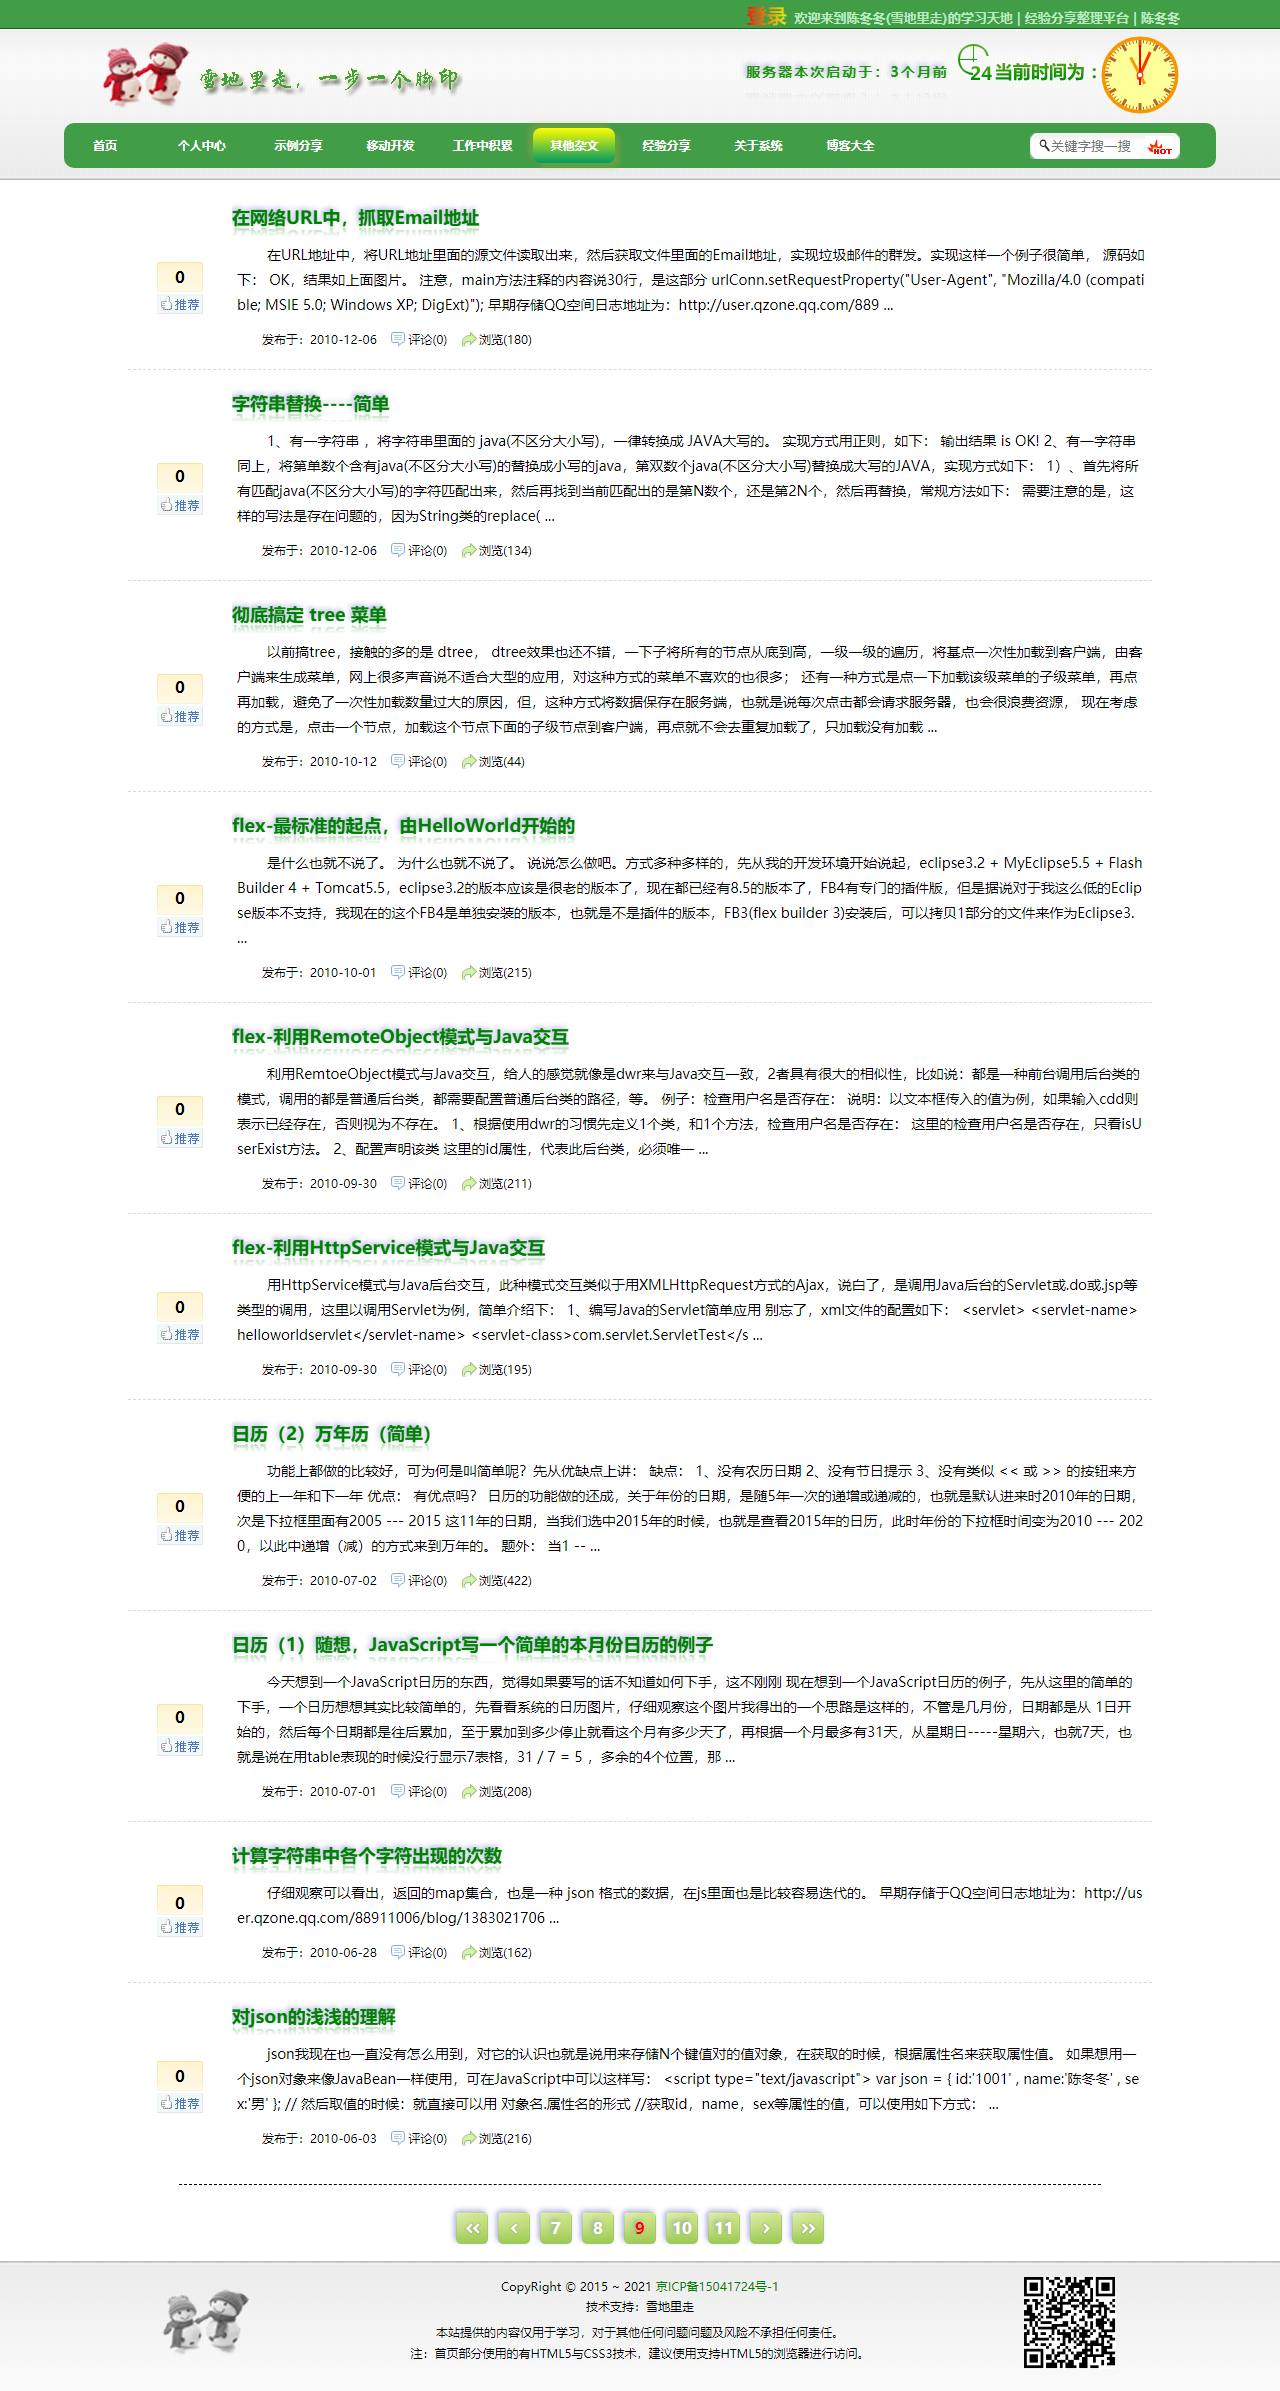 登录 欢迎来到陈冬冬(雪地里走)的学习天地 | 经验分享整理平台 | 陈冬冬
雪地里走，一步一个脚印
服务器本次启动于：3个月前
24 当前时间为：
首页 个人中心 示例分享 移动开发 工作中积累 其他杂文 经验分享 关于系统 博客大全 关键字搜一搜 HOT
在网络URL中，抓取Email地址
在URL地址中，将URL地址里面的源文件读取出来，然后获取文件里面的Email地址，实现垃圾邮件的群发。实现这样一个例子很简单， 源码如
下： OK，结果如上面图片。 注意，main方法注释的内容说30行，是这部分 urlConn.setRequestProperty("User-Agent", "Mozilla/4.0 (compati
ble; MSIE 5.0; Windows XP; DigExt)"); 早期存储QQ空间日志地址为：http://user.qzone.qq.com/889 ...
0
推荐
发布于：2010-12-06 评论(0) 浏览(180)
字符串替换----简单
1、有一字符串 ，将字符串里面的 java(不区分大小写)，一律转换成 JAVA大写的。 实现方式用正则，如下： 输出结果 is OK! 2、有一字符串
同上，将第单数个含有java(不区分大小写)的替换成小写的java，第双数个java(不区分大小写)替换成大写的JAVA，实现方式如下： 1）、首先将所
有匹配java(不区分大小写)的字符匹配出来，然后再找到当前匹配出的是第N数个，还是第2N个，然后再替换，常规方法如下： 需要注意的是，这
样的写法是存在问题的，因为String类的replace( ...
0
推荐
发布于：2010-12-06 评论(0) 浏览(134)
彻底搞定 tree 菜单
以前搞tree，接触的多的是 dtree， dtree效果也还不错，一下子将所有的节点从底到高，一级一级的遍历，将基点一次性加载到客户端，由客
户端来生成菜单，网上很多声音说不适合大型的应用，对这种方式的菜单不喜欢的也很多； 还有一种方式是点一下加载该级菜单的子级菜单，再点
再加载，避免了一次性加载数量过大的原因，但，这种方式将数据保存在服务端，也就是说每次点击都会请求服务器，也会很浪费资源， 现在考虑
的方式是，点击一个节点，加载这个节点下面的子级节点到客户端，再点就不会去重复加载了，只加载没有加载 ...
0
推荐
发布于：2010-10-12 评论(0) 浏览(44)
flex-最标准的起点，由HelloWorld开始的
是什么也就不说了。 为什么也就不说了。 说说怎么做吧。方式多种多样的，先从我的开发环境开始说起，eclipse3.2 + MyEclipse5.5 + Flash
Builder 4 + Tomcat5.5，eclipse3.2的版本应该是很老的版本了，现在都已经有8.5的版本了，FB4有专门的插件版，但是据说对于我这么低的Eclip
se版本不支持，我现在的这个FB4是单独安装的版本，也就是不是插件的版本，FB3(flex builder 3)安装后，可以拷贝1部分的文件来作为Eclipse3.
...
0
推荐
发布于：2010-10-01 评论(0) 浏览(215)
flex-利用RemoteObject模式与Java交互
利用RemtoeObject模式与Java交互，给人的感觉就像是dwr来与Java交互一致，2者具有很大的相似性，比如说：都是一种前台调用后台类的
模式，调用的都是普通后台类，都需要配置普通后台类的路径，等。 例子：检查用户名是否存在： 说明：以文本框传入的值为例，如果输入cdd则
表示已经存在，否则视为不存在。 1、根据使用dwr的习惯先定义1个类，和1个方法，检查用户名是否存在： 这里的检查用户名是否存在，只看isU
serExist方法。 2、配置声明该类 这里的id属性，代表此后台类，必须唯一 ...
0
推荐
发布于：2010-09-30 评论(0) 浏览(211)
flex-利用HttpService模式与Java交互
用HttpService模式与Java后台交互，此种模式交互类似于用XMLHttpRequest方式的Ajax，说白了，是调用Java后台的Servlet或.do或.jsp等
类型的调用，这里以调用Servlet为例，简单介绍下： 1、编写Java的Servlet简单应用 别忘了，xml文件的配置如下： <servlet> <servlet-name>
helloworldservlet</servlet-name> <servlet-class>com.servlet.ServletTest</s ...
0
推荐
发布于：2010-09-30 评论(0) 浏览(195)
日历（2）万年历（简单）
功能上都做的比较好，可为何是叫简单呢？先从优缺点上讲： 缺点： 1、没有农历日期 2、没有节日提示 3、没有类似 << 或 >> 的按钮来方
便的上一年和下一年 优点： 有优点吗？ 日历的功能做的还成，关于年份的日期，是随5年一次的递增或递减的，也就是默认进来时2010年的日期，
次是下拉框里面有2005 --- 2015 这11年的日期，当我们选中2015年的时候，也就是查看2015年的日历，此时年份的下拉框时间变为2010 --- 202
0，以此中递增（减）的方式来到万年的。 题外： 当1 -- ...
0
推荐
发布于：2010-07-02 评论(0) 浏览(422)
日历（1）随想，JavaScript写一个简单的本月份日历的例子
今天想到一个JavaScript日历的东西，觉得如果要写的话不知道如何下手，这不刚刚 现在想到一个JavaScript日历的例子，先从这里的简单的
下手，一个日历想想其实比较简单的，先看看系统的日历图片，仔细观察这个图片我得出的一个思路是这样的，不管是几月份，日期都是从 1日开
始的，然后每个日期都是往后累加，至于累加到多少停止就看这个月有多少天了，再根据一个月最多有31天，从星期日-----星期六，也就7天，也
就是说在用table表现的时候没行显示7表格，31 / 7 = 5 ，多余的4个位置，那 ...
0
推荐
发布于：2010-07-01 评论(0) 浏览(208)
计算字符串中各个字符出现的次数
仔细观察可以看出，返回的map集合，也是一种 json 格式的数据，在js里面也是比较容易迭代的。 早期存储于QQ空间日志地址为：http://us
er.qzone.qq.com/88911006/blog/1383021706 ...
0
推荐
发布于：2010-06-28 评论(0) 浏览(162)
对json的浅浅的理解
json我现在也一直没有怎么用到，对它的认识也就是说用来存储N个键值对的值对象，在获取的时候，根据属性名来获取属性值。 如果想用一
个json对象来像JavaBean一样使用，可在JavaScript中可以这样写： <script type="text/javascript"> var json = { id:'1001' , name:'陈冬冬' , se
x:'男' }; // 然后取值的时候：就直接可以用 对象名.属性名的形式 //获取id，name，sex等属性的值，可以使用如下方式： ...
0
推荐
发布于：2010-06-03 评论(0) 浏览(216)
« ‹ 7 8 9 10 11 › »
CopyRight © 2015 ~ 2021 京ICP备15041724号-1
技术支持：雪地里走
本站提供的内容仅用于学习，对于其他任何问题问题及风险不承担任何责任。
注：首页部分使用的有HTML5与CSS3技术，建议使用支持HTML5的浏览器进行访问。